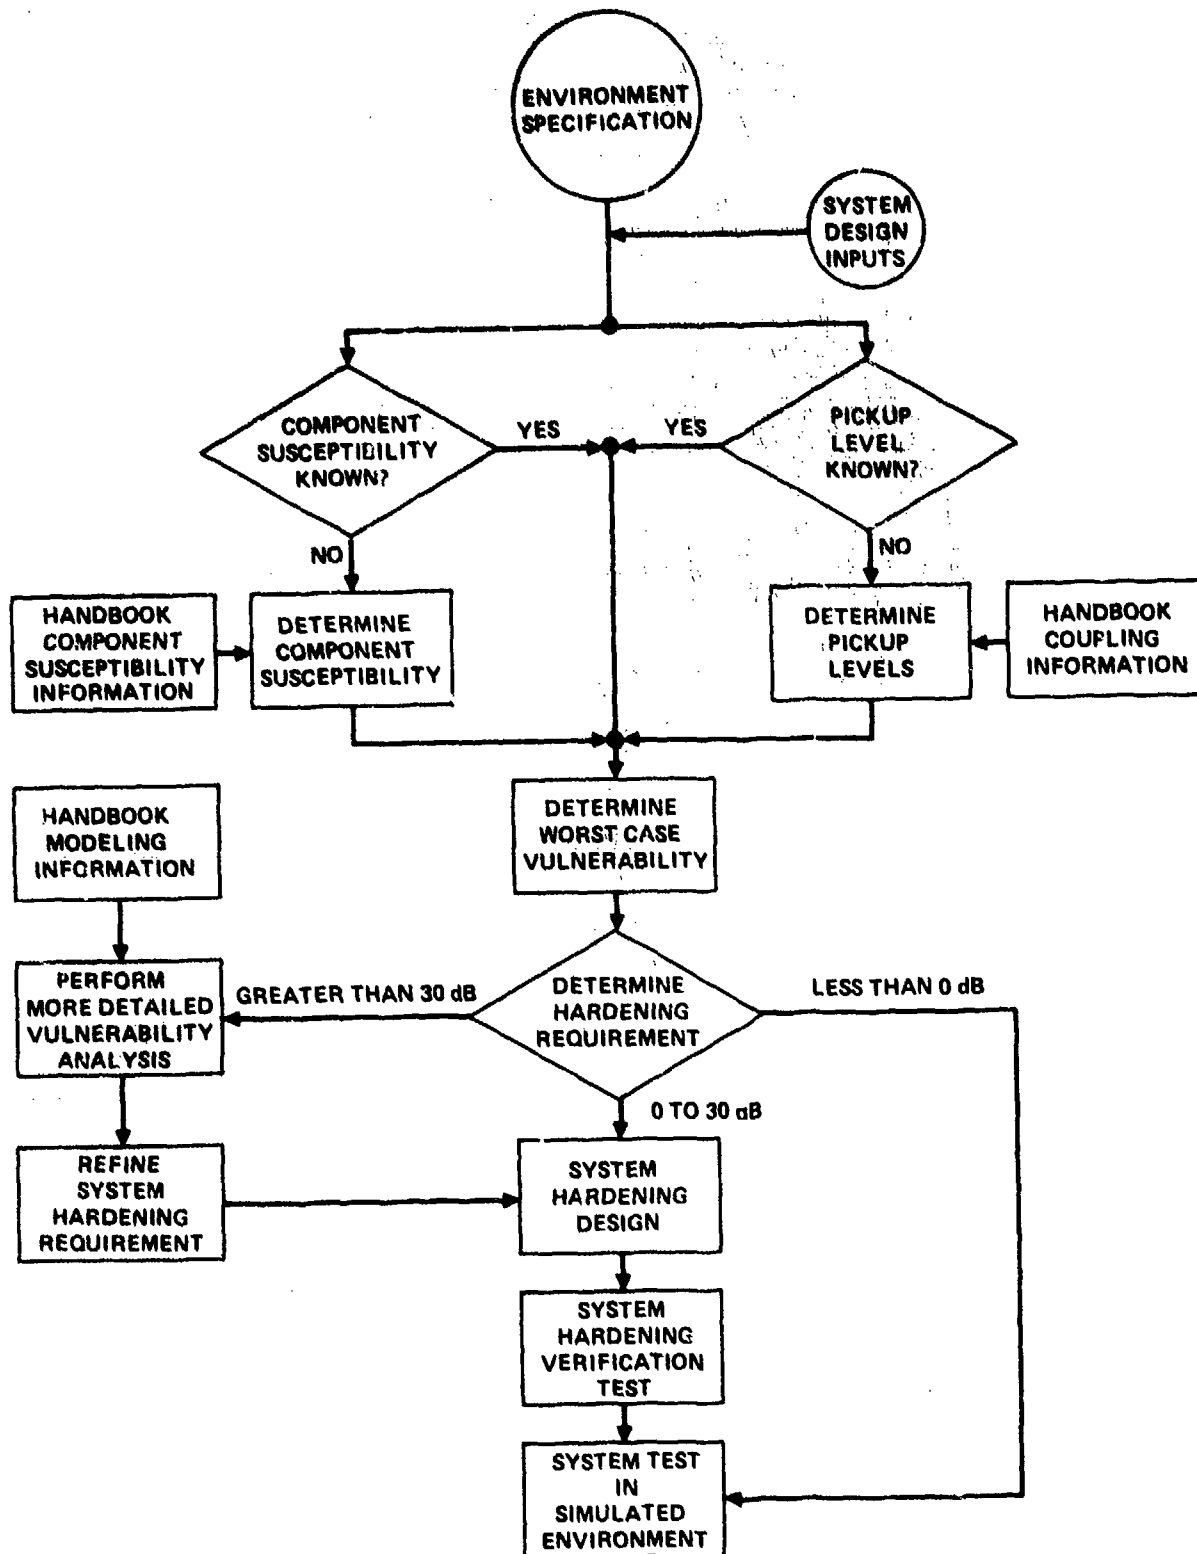 ENVIRONMENT
SPECIFICATION
SYSTEM
DESIGN
INPUTS
COMPONENT
SUSCEPTIBILITY
KNOWN?
YES
YES
PICKUP
LEVEL
KNOWN?
NO
NO
HANDBOOK
COMPONENT
SUSCEPTIBILITY
INFORMATION
DETERMINE
COMPONENT
SUSCEPTIBILITY
DETERMINE
PICKUP
LEVELS
HANDBOOK
COUPLING
INFORMATION
HANDBOOK
MODELING
INFORMATION
DETERMINE
WORST CASE
VULNERABILITY
PERFORM
MORE DETAILED
VULNERABILITY
ANALYSIS
GREATER THAN 30 dB
DETERMINE
HARDENING
REQUIREMENT
LESS THAN 0 dB
0 TO 30 dB
REFINE
SYSTEM
HARDENING
REQUIREMENT
SYSTEM
HARDENING
DESIGN
SYSTEM
HARDENING
VERIFICATION
TEST
SYSTEM TEST
IN
SIMULATED
ENVIRONMENT